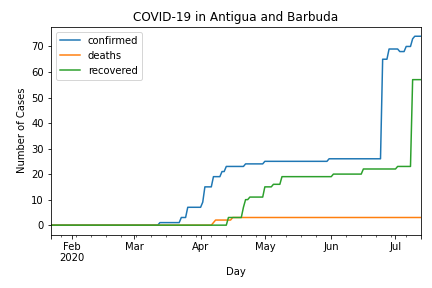 COVID-19 in Antigua and Barbuda
confirmed
deaths
recovered
Number of Cases
70
60
50
40
30
20
10
0
Feb
2020
Mar
Apr
May
Jun
Jul
Day